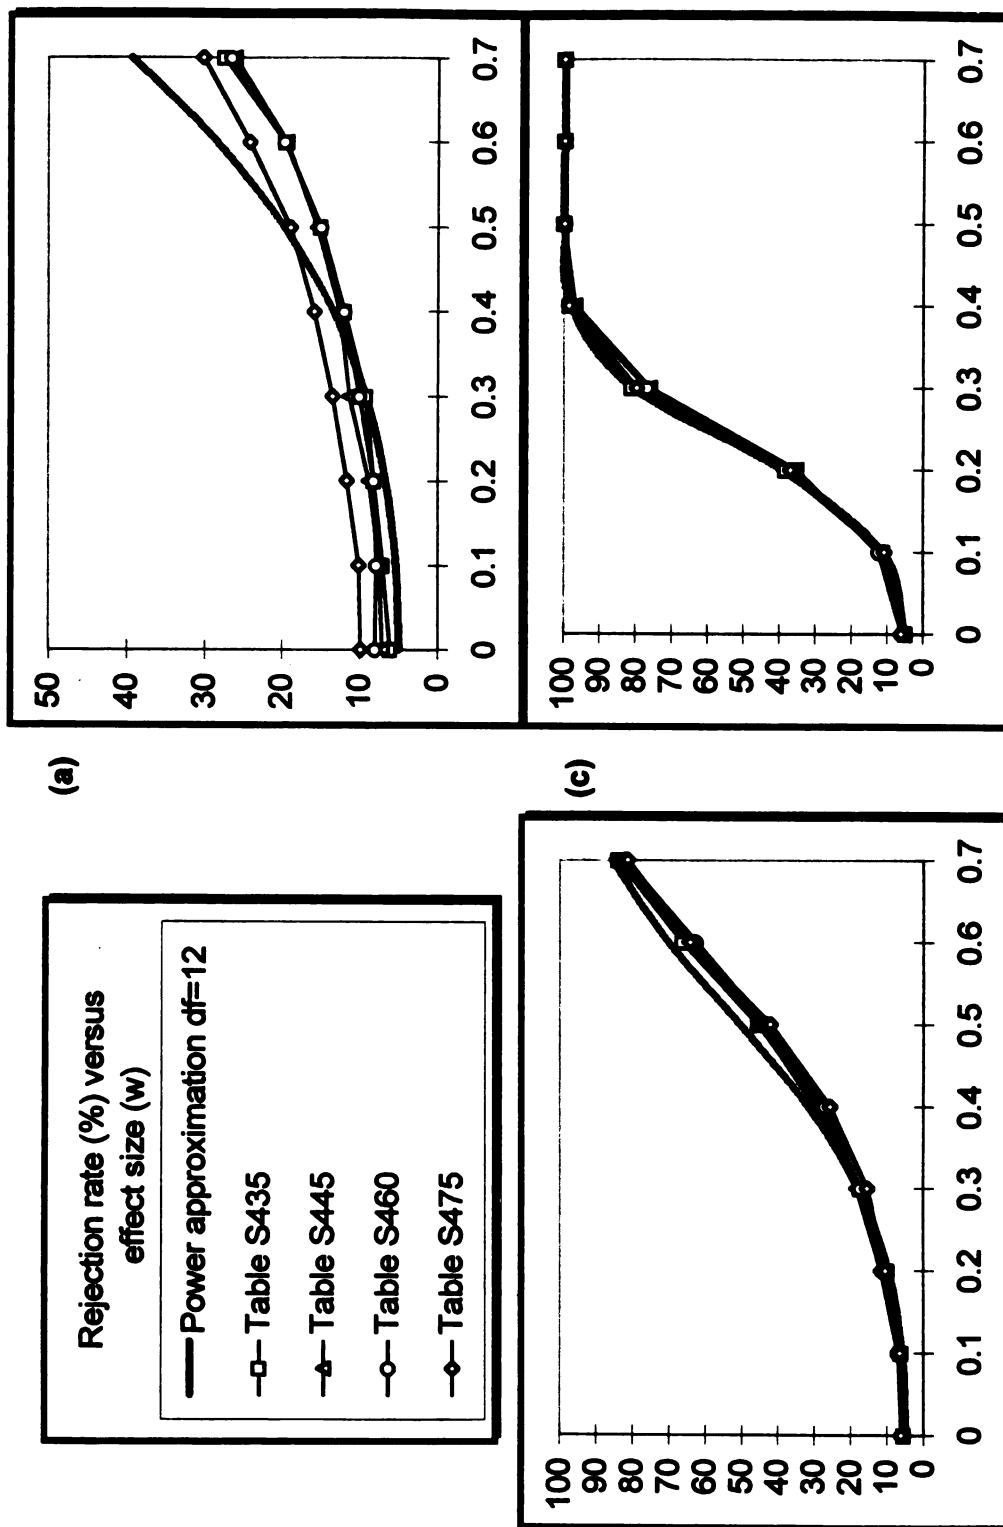 Rejection rate (%) versus
effect size (w)
Power approximation df=12
Table S435
Table S445
Table S460
Table S475
(a)
50
40
30
20
10
0
0 0.1 0.2 0.3 0.4 0.5 0.6 0.7
100
90
80
70
60
50
40
30
20
10
0
0 0.1 0.2 0.3 0.4 0.5 0.6 0.7
(c)
100
90
80
70
60
50
40
30
20
10
0
0 0.1 0.2 0.3 0.4 0.5 0.6 0.7